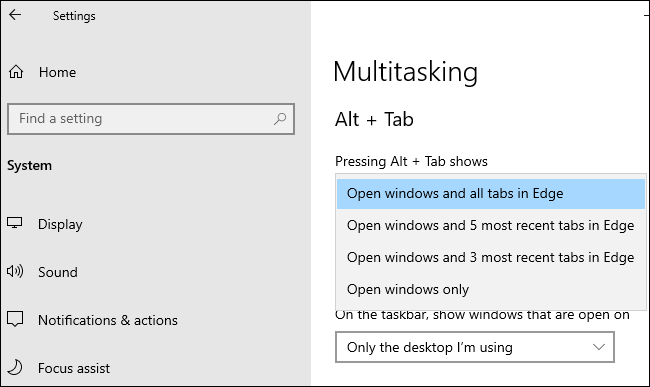 Settings
Home
Find a setting
System
Display
Sound
Notifications & actions
Focus assist
Multitasking
Alt + Tab
Pressing Alt + Tab shows
Open windows and all tabs in Edge
Open windows and 5 most recent tabs in Edge
Open windows and 3 most recent tabs in Edge
Open windows only
On the taskbar, show windows that are open on
Only the desktop I’m using